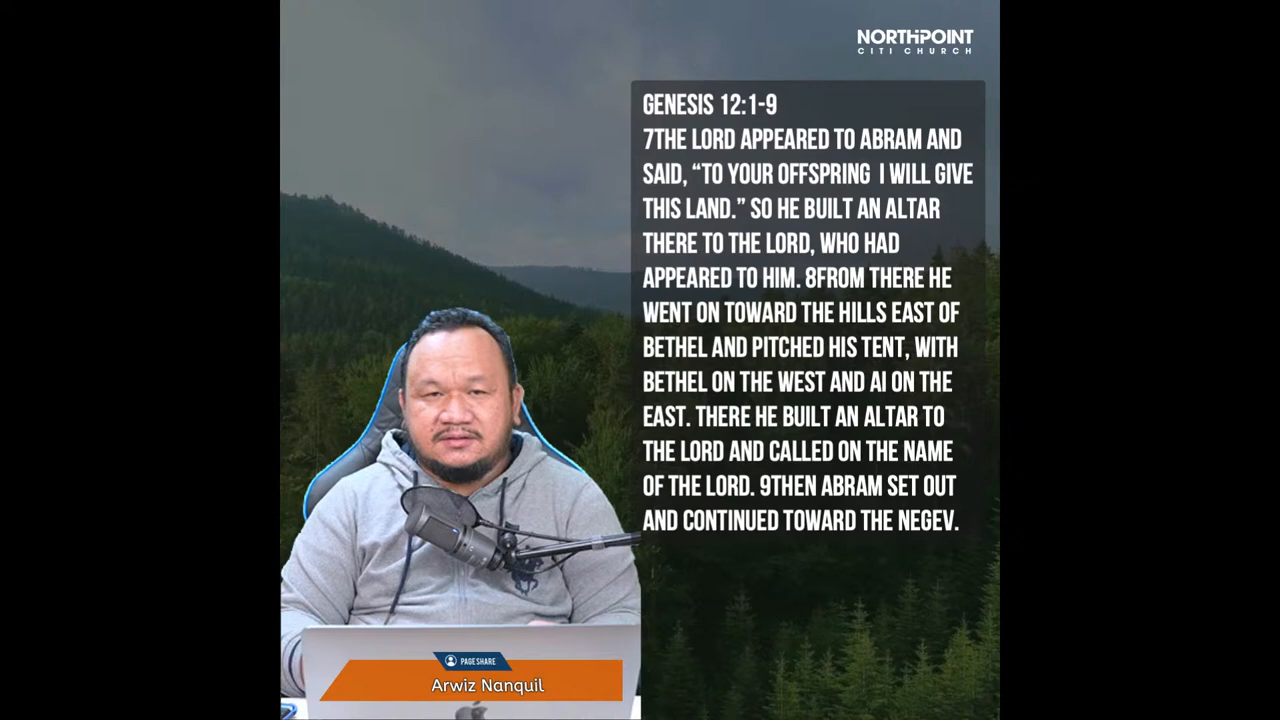 NORTHPOINT
CITI CHURCH
GENESIS 12:1-9
7THE LORD APPEARED TO ABRAM AND
SAID, “TO YOUR OFFSPRING I WILL GIVE
THIS LAND.” SO HE BUILT AN ALTAR
THERE TO THE LORD, WHO HAD
APPEARED TO HIM. 8FROM THERE HE
WENT ON TOWARD THE HILLS EAST OF
BETHEL AND PITCHED HIS TENT, WITH
BETHEL ON THE WEST AND AI ON THE
EAST. THERE HE BUILT AN ALTAR TO
THE LORD AND CALLED ON THE NAME
OF THE LORD. 9THEN ABRAM SET OUT
AND CONTINUED TOWARD THE NEGEV.
PAGE SHARE
Arwiz Nanquil